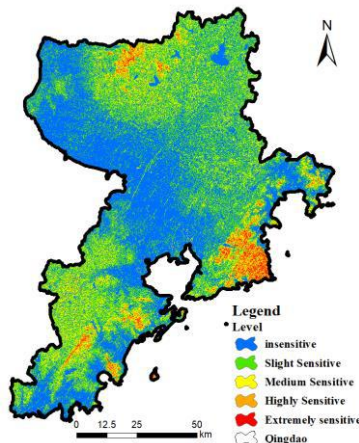 N
Legend
Level
insensitive
Slight Sensitive
Medium Sensitive
Highly Sensitive
Extremely sensitive
Qingdao
0 12.5 25 50
km